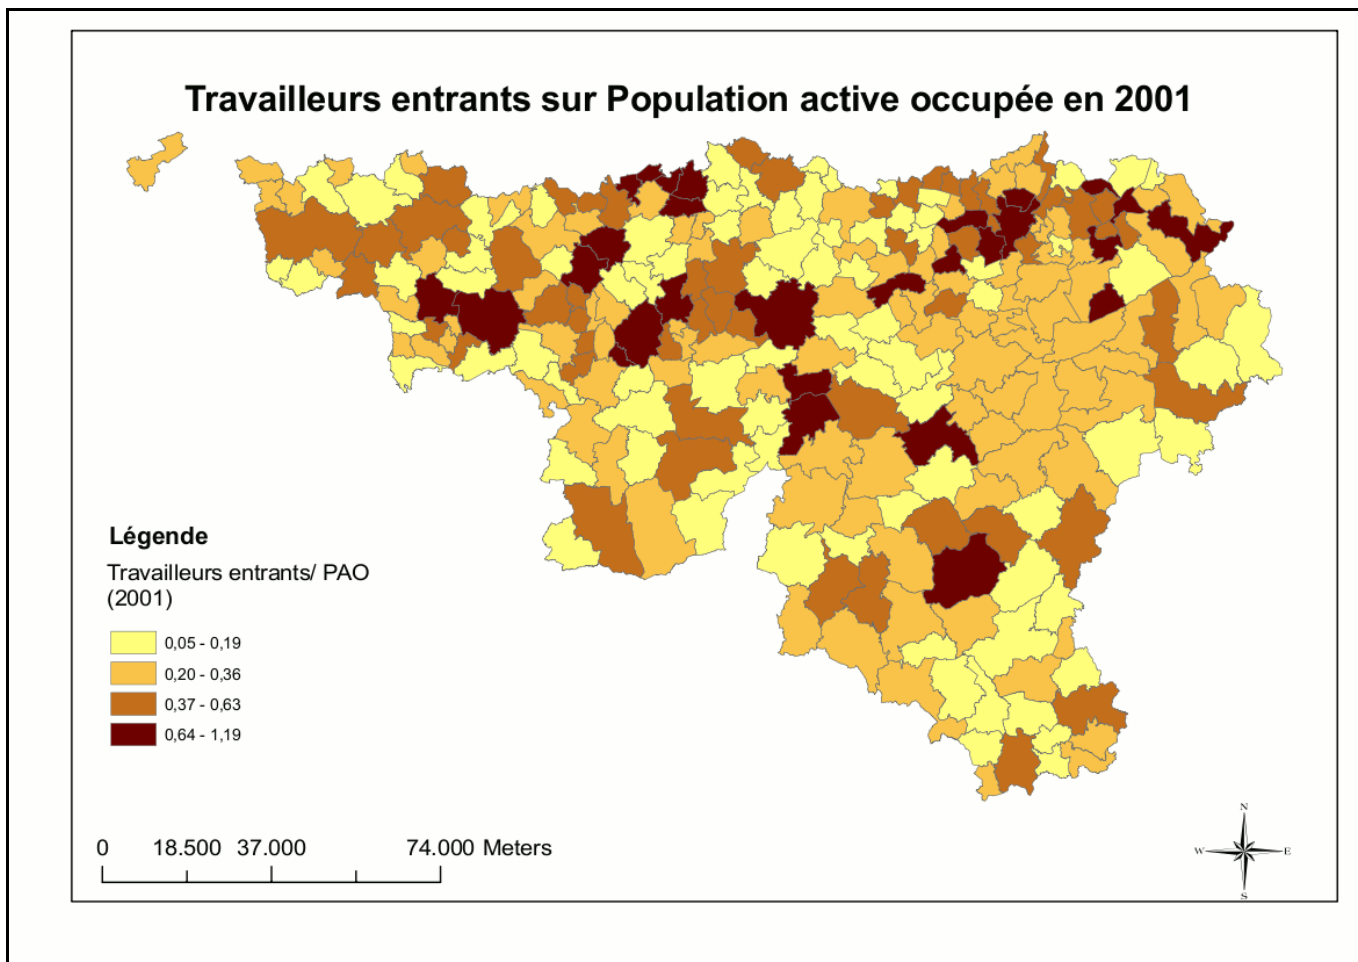 Travailleurs entrants sur Population active occupée en 2001
Légende
Travailleurs entrants/ PAO
(2001)
0,05 - 0,19
0,20 - 0,36
0,37 - 0,63
0,64 - 1,19
0 18.500 37.000 74.000 Meters
N
W E
S